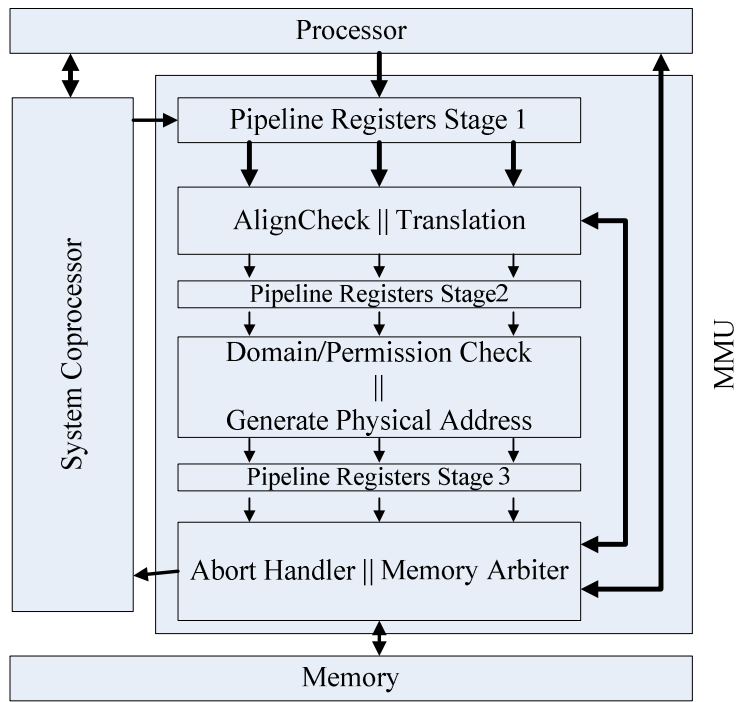 Processor
Pipeline Registers Stage 1
AlignCheck || Translation
Pipeline Registers Stage2
Domain/Permission Check
||
Generate Physical Address
Pipeline Registers Stage 3
Abort Handler || Memory Arbiter
System Coprocessor
MMU
Memory